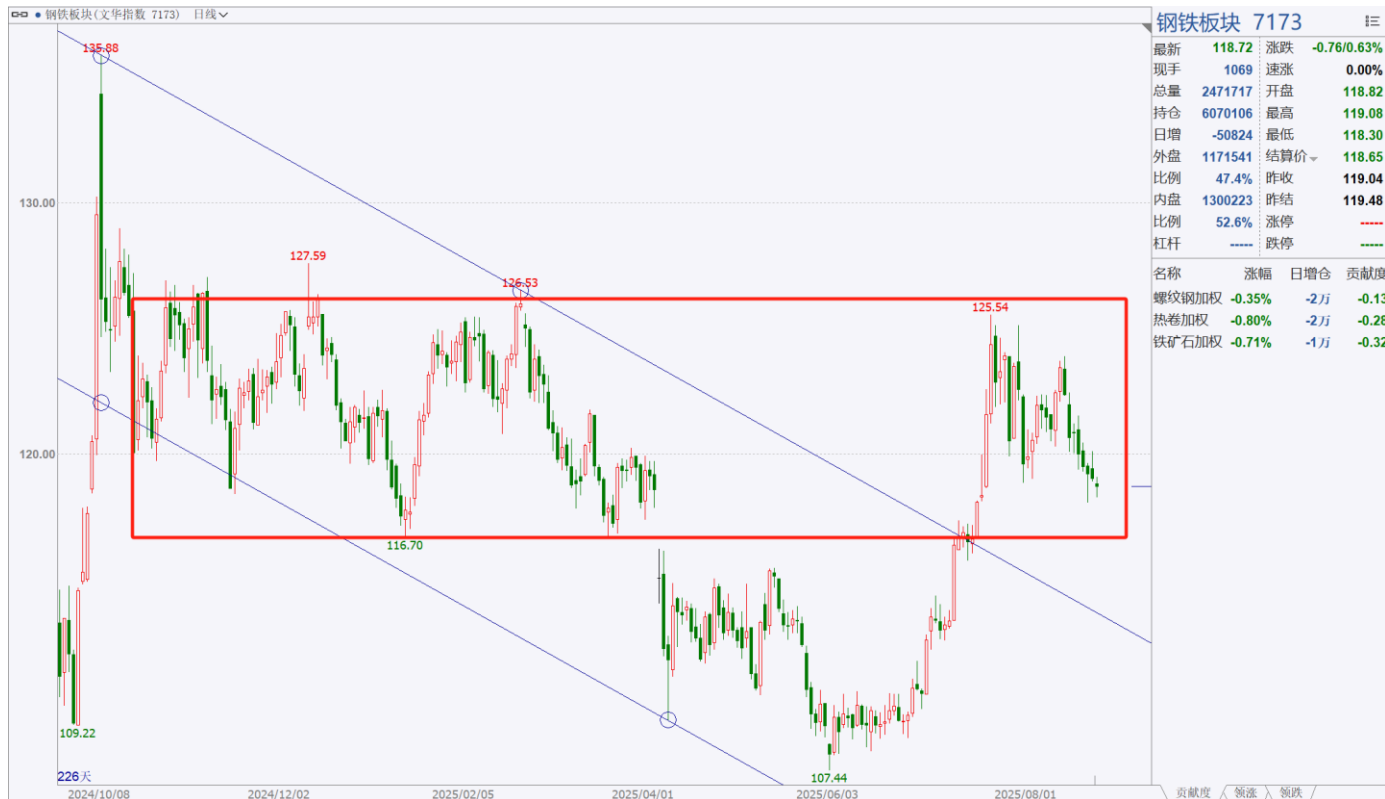 钢铁板块(文华指数 7173) 日线
135.88
130.00
127.59
126.53
125.54
120.00
116.70
109.22
107.44
226天
2024/10/08 2024/12/02 2025/02/05 2025/04/01 2025/06/03 2025/08/01
钢铁板块 7173
最新 118.72 涨跌 -0.76/0.63%
现手 1069 速涨 0.00%
总量 2471717 开盘 118.82
持仓 6070106 最高 119.08
日增 -50824 最低 118.30
外盘 1171541 结算价 118.65
比例 47.4% 昨收 119.04
内盘 1300223 昨结 119.48
比例 52.6% 涨停 -----
杠杆 ----- 跌停 -----
名称 涨幅 日增仓 贡献度
螺纹钢加权 -0.35% -2万 -0.13
热卷加权 -0.80% -2万 -0.28
铁矿石加权 -0.71% -1万 -0.32
贡献度 领涨 领跌